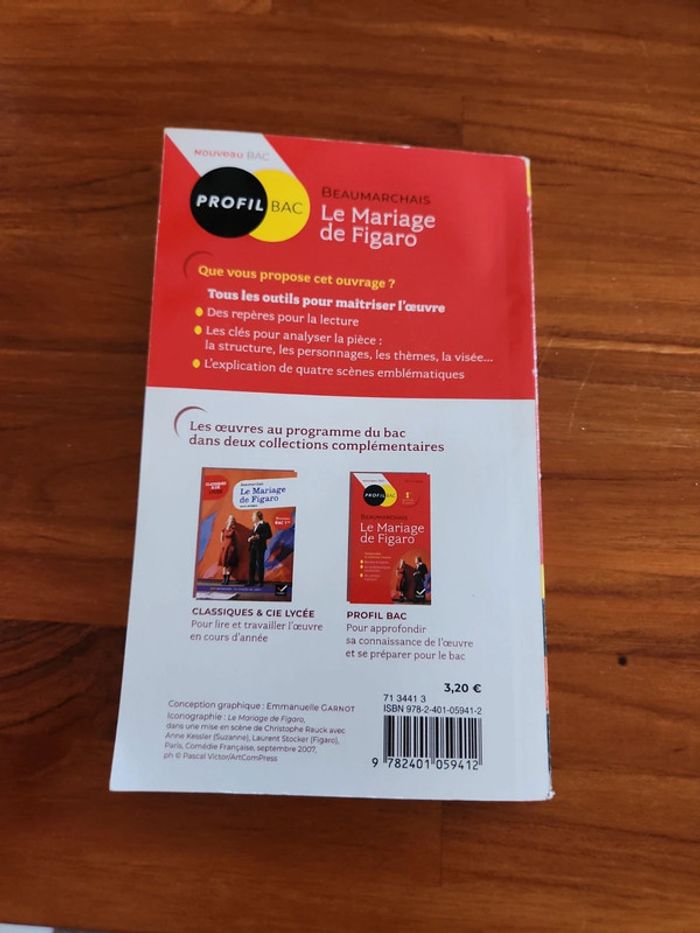 Nouveau BAC
PROFIL BAC
BEAUMARCHAIS
Le Mariage
de Figaro
Que vous propose cet ouvrage ?
Tous les outils pour maîtriser l'œuvre
Des repères pour la lecture
Les clés pour analyser la pièce :
la structure, les personnages, les thèmes, la visée...
L'explication de quatre scènes emblématiques
Les œuvres au programme du bac
dans deux collections complémentaires
CLASSIQUES
& CIE
LYCÉE
Beaumarchais
Le Mariage
de Figaro
Nouveau
BAC
PROFIL BAC
BEAUMARCHAIS
Le Mariage
de Figaro
CLASSIQUES & CIE LYCÉE
Pour lire et travailler l'œuvre
en cours d'année
PROFIL BAC
Pour approfondir
sa connaissance de l'œuvre
et se préparer pour le bac
3,20 €
Conception graphique : Emmanuelle GARNOT
Iconographie : Le Mariage de Figaro,
dans une mise en scène de Christophe Rauck avec
Anne Kessler (Suzanne), Laurent Stocker (Figaro),
Paris, Comédie Française, septembre 2007,
ph © Pascal Victor/ArtComPress
71 3441 3
ISBN 978-2-401-05941-2
9 782401 059412